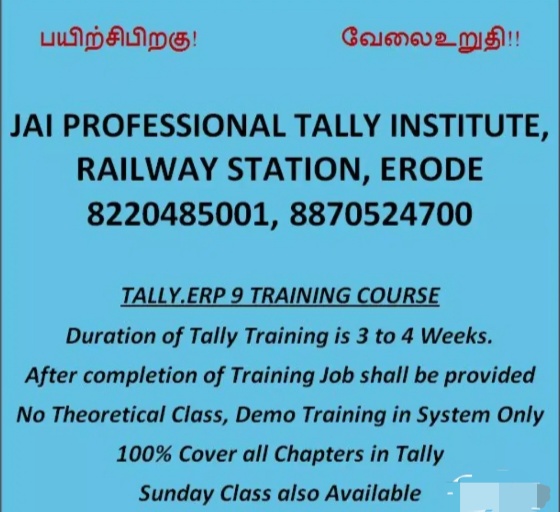 பயிற்சிபிறகு! வேலைஉறுதி!!
JAI PROFESSIONAL TALLY INSTITUTE,
RAILWAY STATION, ERODE
8220485001, 8870524700
TALLY.ERP 9 TRAINING COURSE
Duration of Tally Training is 3 to 4 Weeks.
After completion of Training Job shall be provided
No Theoretical Class, Demo Training in System Only
100% Cover all Chapters in Tally
Sunday Class also Available